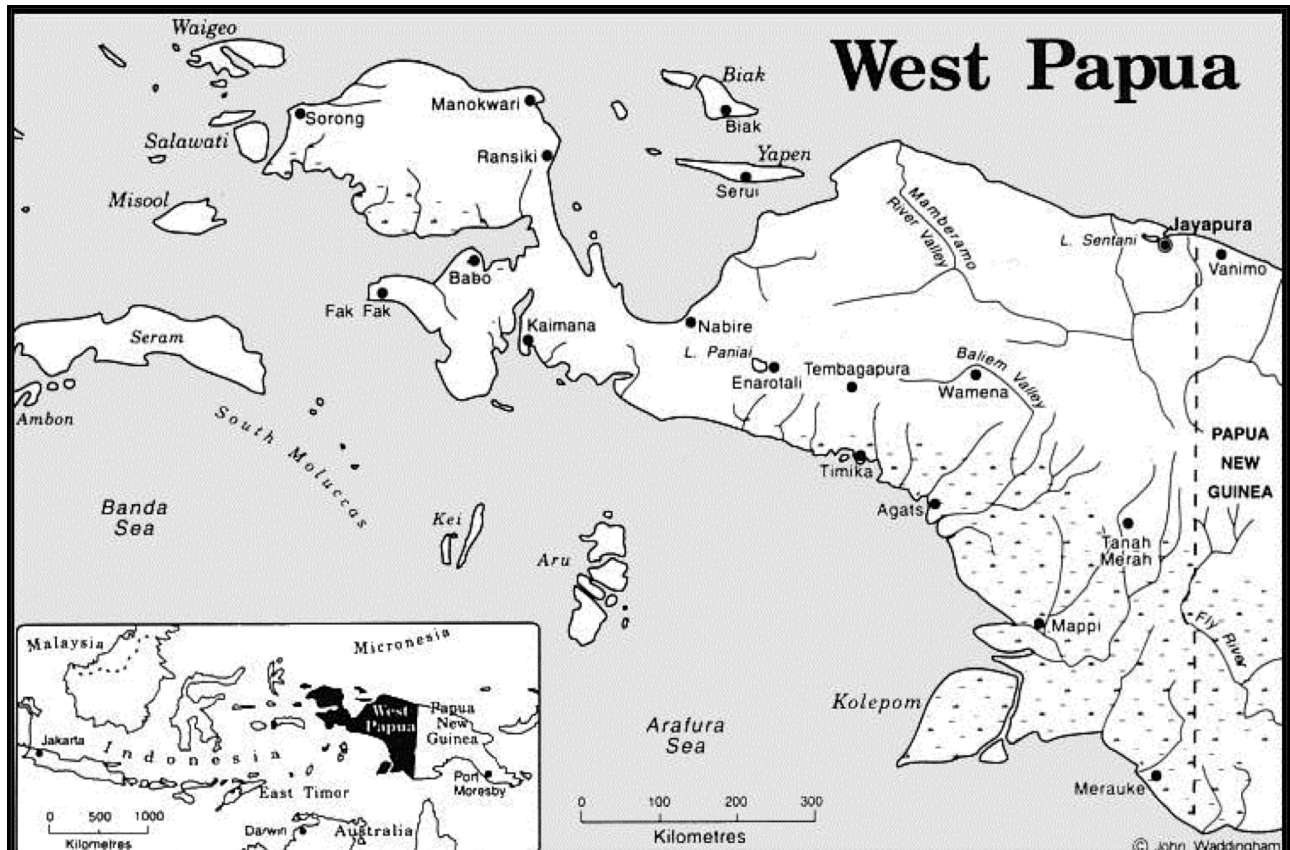 West Papua
Waigeo
Biak
Manokwari
Sorong
Biak
Salawati
Ransiki
Yapen
Serui
Misool
Mamberamo
River Valley
Jayapura
L. Sentani
Vanimo
Babo
Fak Fak
Kaimana
Nabire
Seram
L. Paniai
Enarotali
Tembagapura
Baliem Valley
Wamena
Ambon
South Moluccas
PAPUA
NEW
GUINEA
Timika
Banda
Sea
Kei
Agats
Aru
Tanah
Merah
Mappi
Fly River
Kolepom
Arafura
Sea
Merauke
0 100 200 300
Kilometres
© John Waddingham
Malaysia
Micronesia
West
Papua
Papua
New
Guinea
Jakarta
Indonesia
Port
Moresby
East Timor
0 500 1000
Kilometres
Darwin
Australia